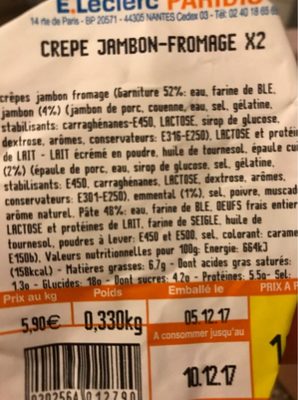 E.Leclerc PARIDIS
14 rte de Paris - BP 20571 - 44305 NANTES Cedex 03 - Tél: 02 40 18 65
CREPE JAMBON-FROMAGE X2
crêpes jambon fromage (Garniture 52%: eau, farine de BLE,
jambon (4%) (jambon de porc, couenne, eau, sel, gélatine,
stabilisants: carraghénanes-E450, LACTOSE, sirop de glucose,
dextrose, arômes, conservateurs: E316-E250), LACTOSE et proté
de LAIT - LAIT écrémé en poudre, huile de tournesol, épaule cui
(2%) (épaule de porc, eau, sirop de glucose, sel, gélatine,
stabilisants: E450, carraghénanes, LACTOSE, dextrose, arômes,
conservateurs: E301-E250), emmental (1%), sel, poivre, muscad
arôme naturel. Pâte 48%: eau, farine de BLE, OEUFS frais entier
LACTOSE et protéines de LAIT, farine de SEIGLE, huile de
tournesol, poudres à lever: E450 et E500, sel, colorant: carame
E150b). Valeurs nutritionnelles pour 100g: Energie: 664kJ
(158kcal) - Matières grasses: 6.7g - Dont acides gras saturés:
1.3g - Glucides: 18g - Dont sucres: 4.2g - Protéines: 5.5g - Sel:
Prix au kg Poids Emballé le PRIX A P
5,90€ 0,330kg 05.12.17
A consommer jusqu'au
10.12.17
0202564 012790